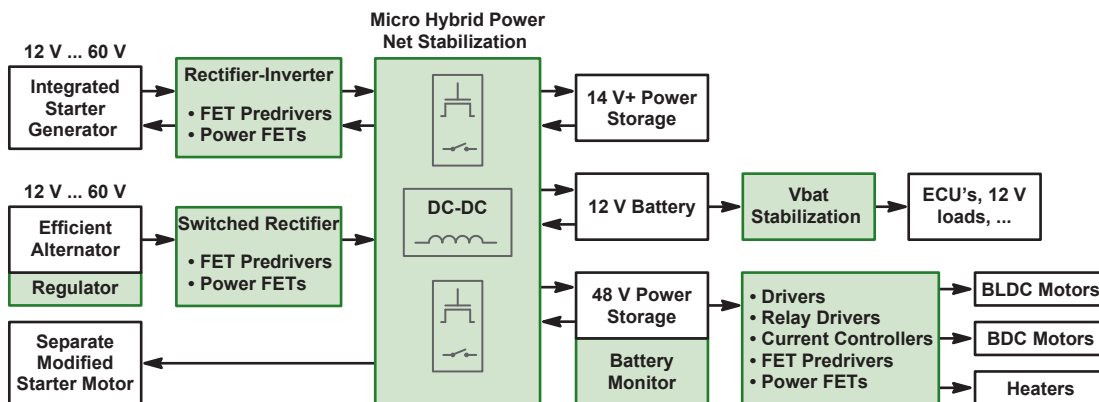 Micro Hybrid Power
Net Stabilization
12 V ... 60 V
Integrated
Starter
Generator
Rectifier-Inverter
• FET Predrivers
• Power FETs
14 V+ Power
Storage
12 V ... 60 V
Efficient
Alternator
Regulator
Switched Rectifier
• FET Predrivers
• Power FETs
DC-DC
12 V Battery
Vbat
Stabilization
ECU's, 12 V
loads, ...
Separate
Modified
Starter Motor
48 V Power
Storage
Battery
Monitor
• Drivers
• Relay Drivers
• Current Controllers
• FET Predrivers
• Power FETs
BLDC Motors
BDC Motors
Heaters